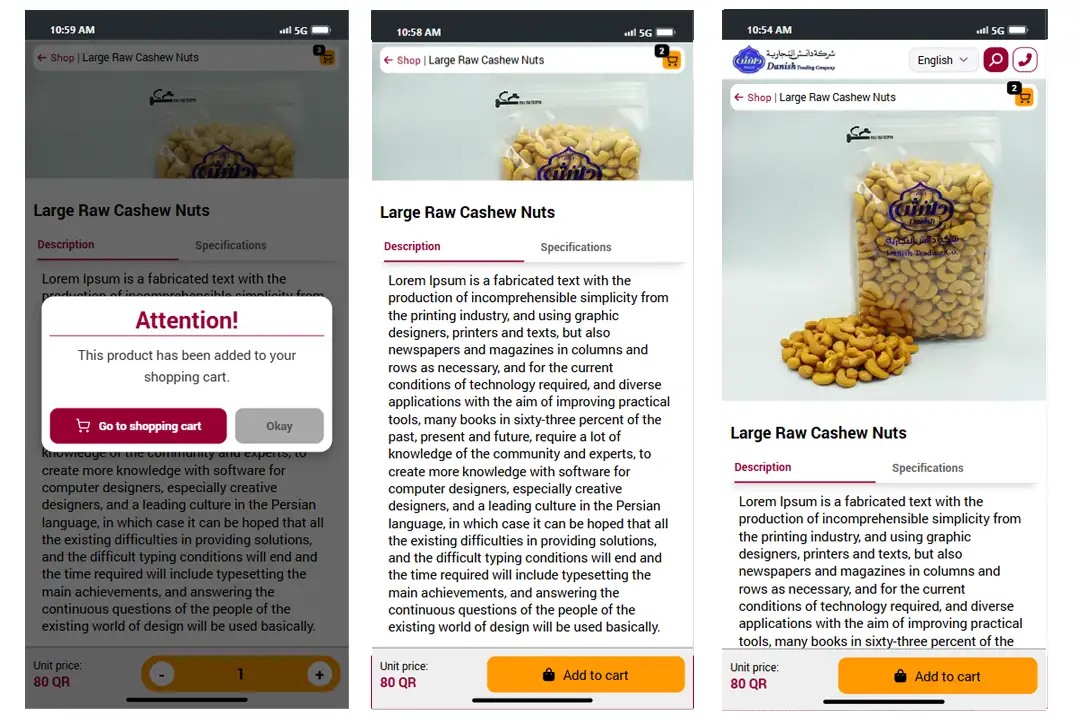 10:59 AM
5G
← Shop | Large Raw Cashew Nuts
3
Large Raw Cashew Nuts
Description
Specifications
Lorem Ipsum is a fabricated text with the
production of incomprehensible simplicity from
Attention!
This product has been added to your
shopping cart.
Go to shopping cart
Okay
knowledge of the community and experts, to
create more knowledge with software for
computer designers, especially creative
designers, and a leading culture in the Persian
language, in which case it can be hoped that all
the existing difficulties in providing solutions,
and the difficult typing conditions will end and
the time required will include typesetting the
main achievements, and answering the
continuous questions of the people of the
existing world of design will be used basically.
Unit price:
80 QR
- 1 +
10:58 AM
5G
← Shop | Large Raw Cashew Nuts
2
Large Raw Cashew Nuts
Description
Specifications
Lorem Ipsum is a fabricated text with the
production of incomprehensible simplicity from
the printing industry, and using graphic
designers, printers and texts, but also
newspapers and magazines in columns and
rows as necessary, and for the current
conditions of technology required, and diverse
applications with the aim of improving practical
tools, many books in sixty-three percent of the
past, present and future, require a lot of
knowledge of the community and experts, to
create more knowledge with software for
computer designers, especially creative
designers, and a leading culture in the Persian
language, in which case it can be hoped that all
the existing difficulties in providing solutions,
and the difficult typing conditions will end and
the time required will include typesetting the
main achievements, and answering the
continuous questions of the people of the
existing world of design will be used basically.
Unit price:
80 QR
Add to cart
10:54 AM
5G
شركة دانش التجارية
دانش
Danish Trading Company
English
← Shop | Large Raw Cashew Nuts
2
دانش
Danish
شركة دانش التجارية
Danish Trading Co.
Large Raw Cashew Nuts
Description
Specifications
Lorem Ipsum is a fabricated text with the
production of incomprehensible simplicity from
the printing industry, and using graphic
designers, printers and texts, but also
newspapers and magazines in columns and
rows as necessary, and for the current
conditions of technology required, and diverse
applications with the aim of improving practical
tools, many books in sixty-three percent of the
Unit price:
80 QR
Add to cart